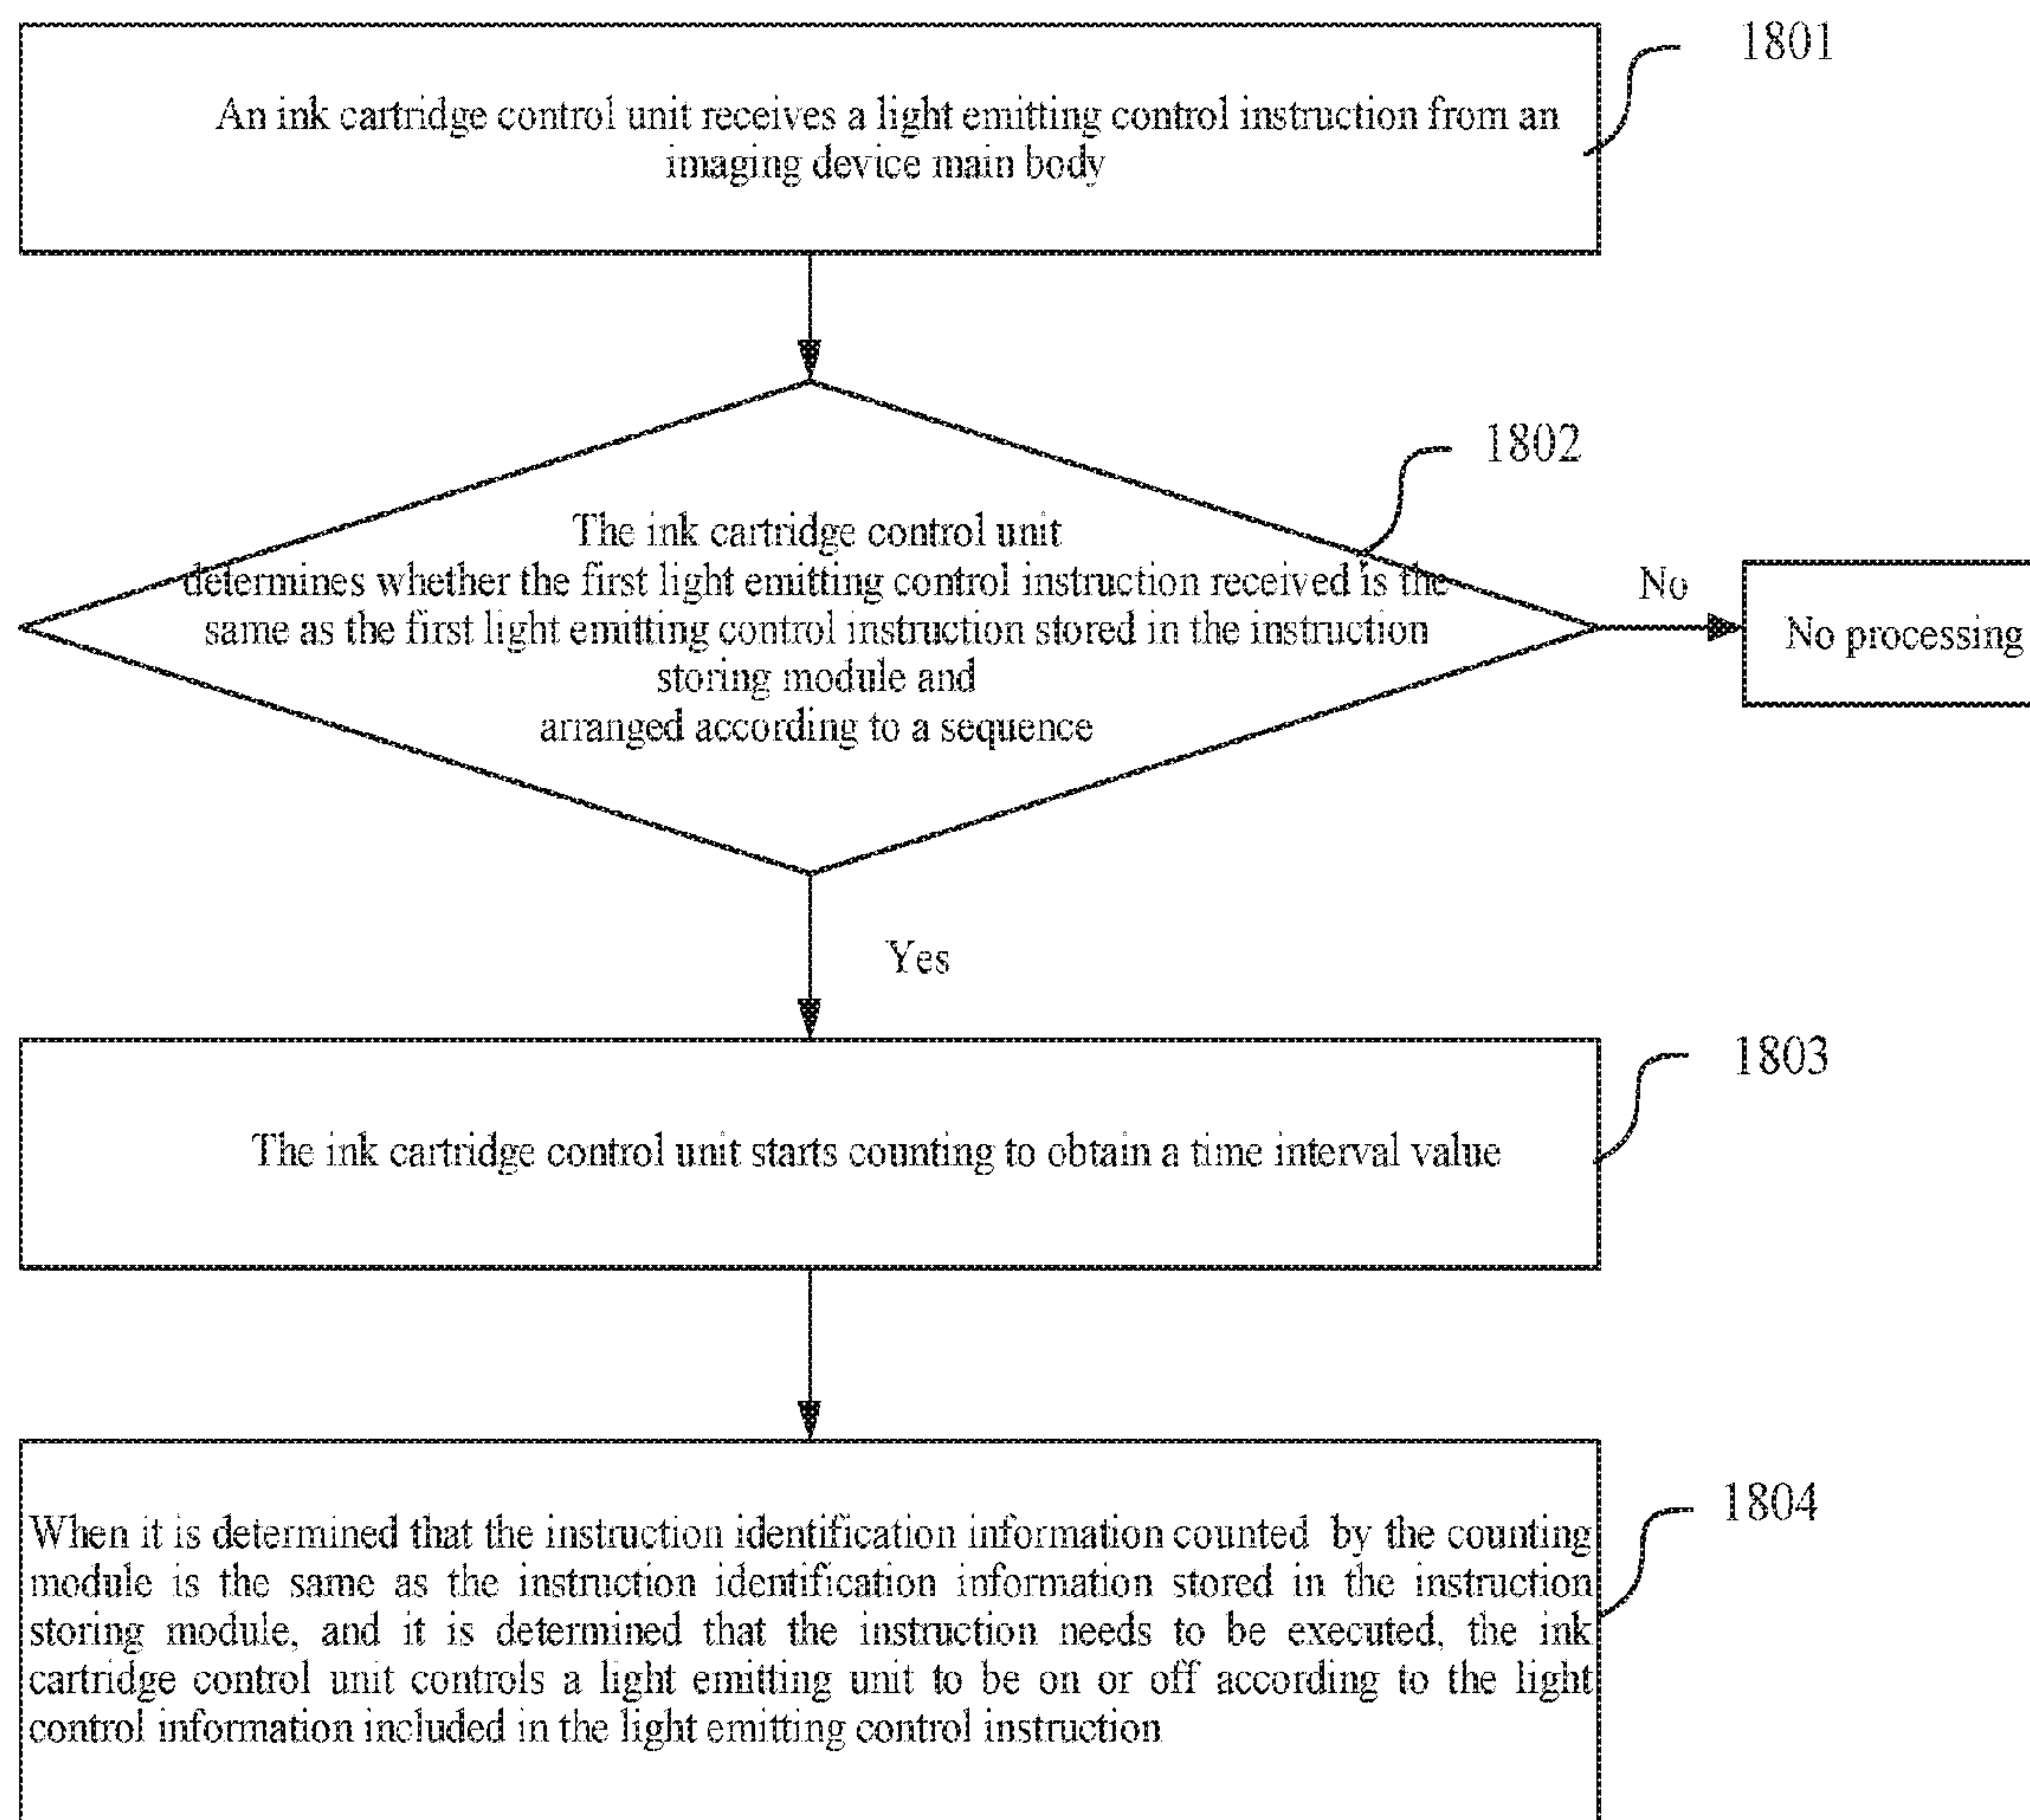 1801
An ink cartridge control unit receives a light emitting control instruction from an
imaging device main body
1802
The ink cartridge control unit
determines whether the first light emitting control instruction received is the
same as the first light emitting control instruction stored in the instruction
storing module and
arranged according to a sequence
No
No processing
Yes
1803
The ink cartridge control unit starts counting to obtain a time interval value
1804
When it is determined that the instruction identification information counted by the counting
module is the same as the instruction identification information stored in the instruction
storing module, and it is determined that the instruction needs to be executed, the ink
cartridge control unit controls a light emitting unit to be on or off according to the light
control information included in the light emitting control instruction